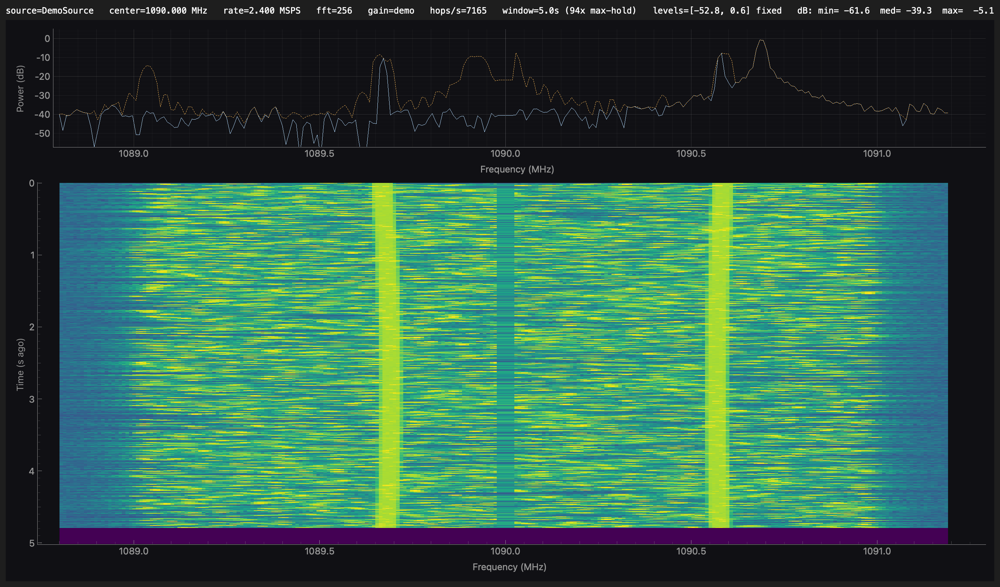 source=DemoSource   center=1090.000 MHz   rate=2.400 MSPS   fft=256   gain=demo   hops/s=7165   window=5.0s (94x max-hold)   levels=[-52.8, 0.6] fixed   dB: min= -61.6  med= -39.3  max=  -5.1
0
-10
-20
-30
-40
-50
Power (dB)
1089.0 1089.5 1090.0 1090.5 1091.0
Frequency (MHz)
0
1
2
3
4
5
Time (s ago)
1089.0 1089.5 1090.0 1090.5 1091.0
Frequency (MHz)